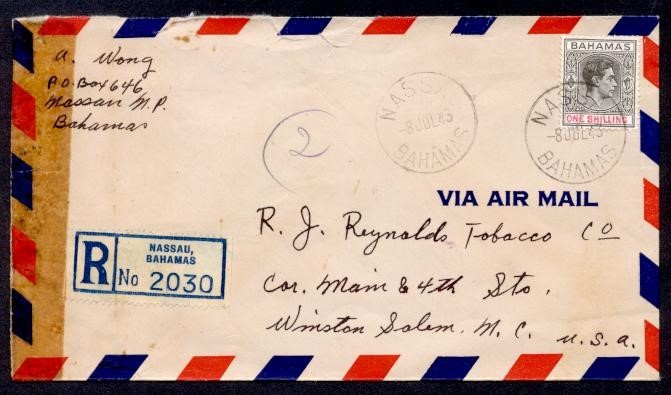 A. Wong
P.O. Box 646
Nassau N.P.
Bahamas
2
NASSAU
-8 JUL 43
BAHAMAS
BAHAMAS
ONE SHILLING
NASSAU
-8 JUL 43
BAHAMAS
VIA AIR MAIL
R
NASSAU,
BAHAMAS
No 2030
R. J. Reynolds Tobacco Co
Cor. Main & 4th Sts.
Winston Salem, N. C. U.S.A.